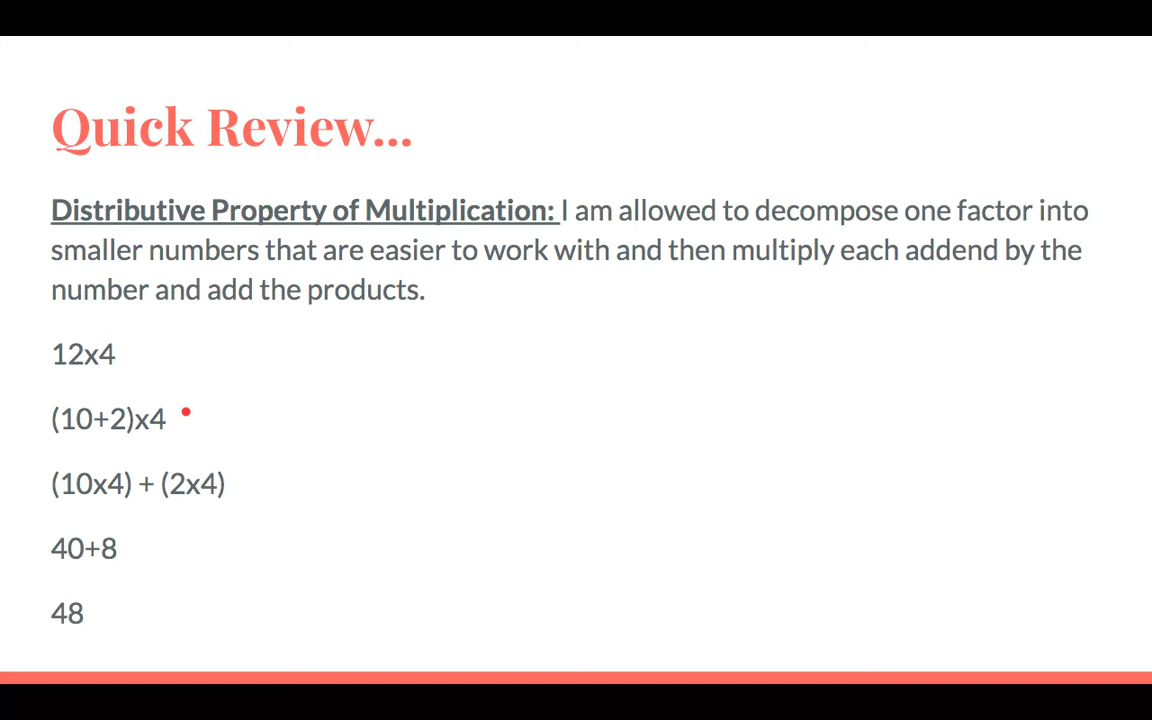 Quick Review...
Distributive Property of Multiplication: I am allowed to decompose one factor into
smaller numbers that are easier to work with and then multiply each addend by the
number and add the products.
12x4
(10+2)x4
(10x4) + (2x4)
40+8
48